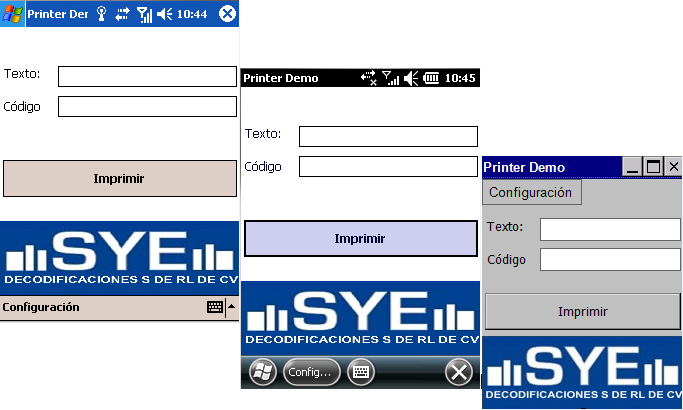 Printer Der 10:44
Texto:
Código
Imprimir
SYE
DECODIFICACIONES S DE RL DE CV
Configuración
Printer Demo 10:45
Texto:
Código
Imprimir
SYE
DECODIFICACIONES S DE RL DE CV
Config...
Printer Demo
Configuración
Texto:
Código
Imprimir
SYE
DECODIFICACIONES S DE RL DE CV